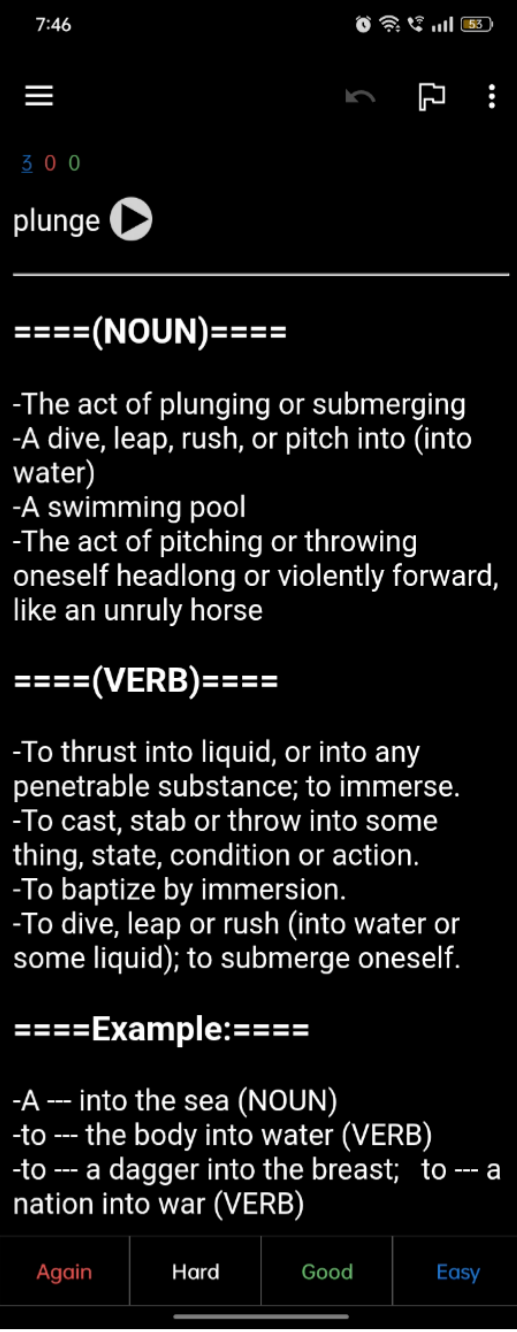 7:46
53
3 0 0
plunge
====(NOUN)====
-The act of plunging or submerging
-A dive, leap, rush, or pitch into (into
water)
-A swimming pool
-The act of pitching or throwing
oneself headlong or violently forward,
like an unruly horse
====(VERB)====
-To thrust into liquid, or into any
penetrable substance; to immerse.
-To cast, stab or throw into some
thing, state, condition or action.
-To baptize by immersion.
-To dive, leap or rush (into water or
some liquid); to submerge oneself.
====Example:====
-A --- into the sea (NOUN)
-to --- the body into water (VERB)
-to --- a dagger into the breast;   to --- a
nation into war (VERB)
Again Hard Good Easy